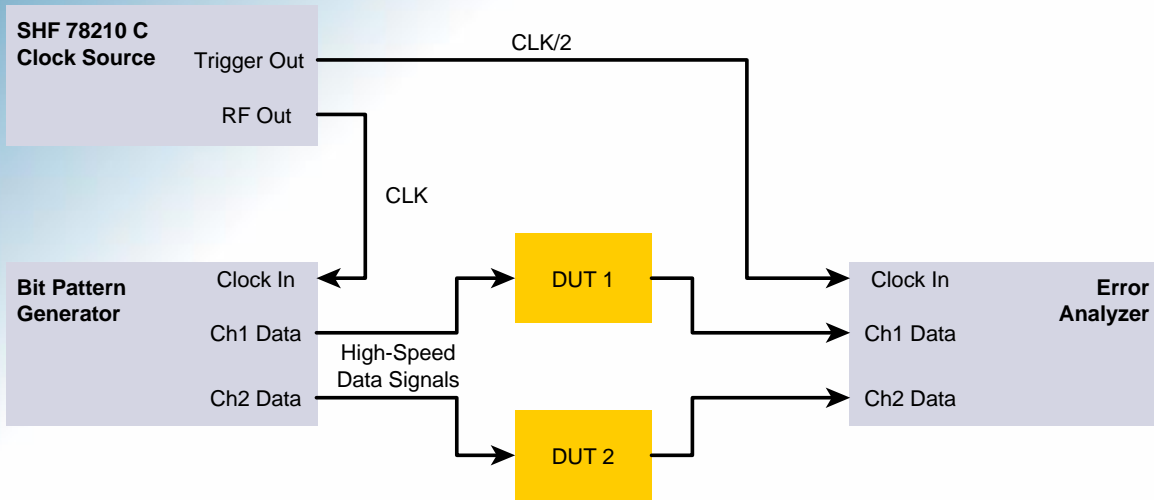 SHF 78210 C
Clock Source
Trigger Out
RF Out
CLK/2
CLK
Bit Pattern
Generator
Clock In
Ch1 Data
Ch2 Data
High-Speed
Data Signals
DUT 1
DUT 2
Clock In
Ch1 Data
Ch2 Data
Error
Analyzer